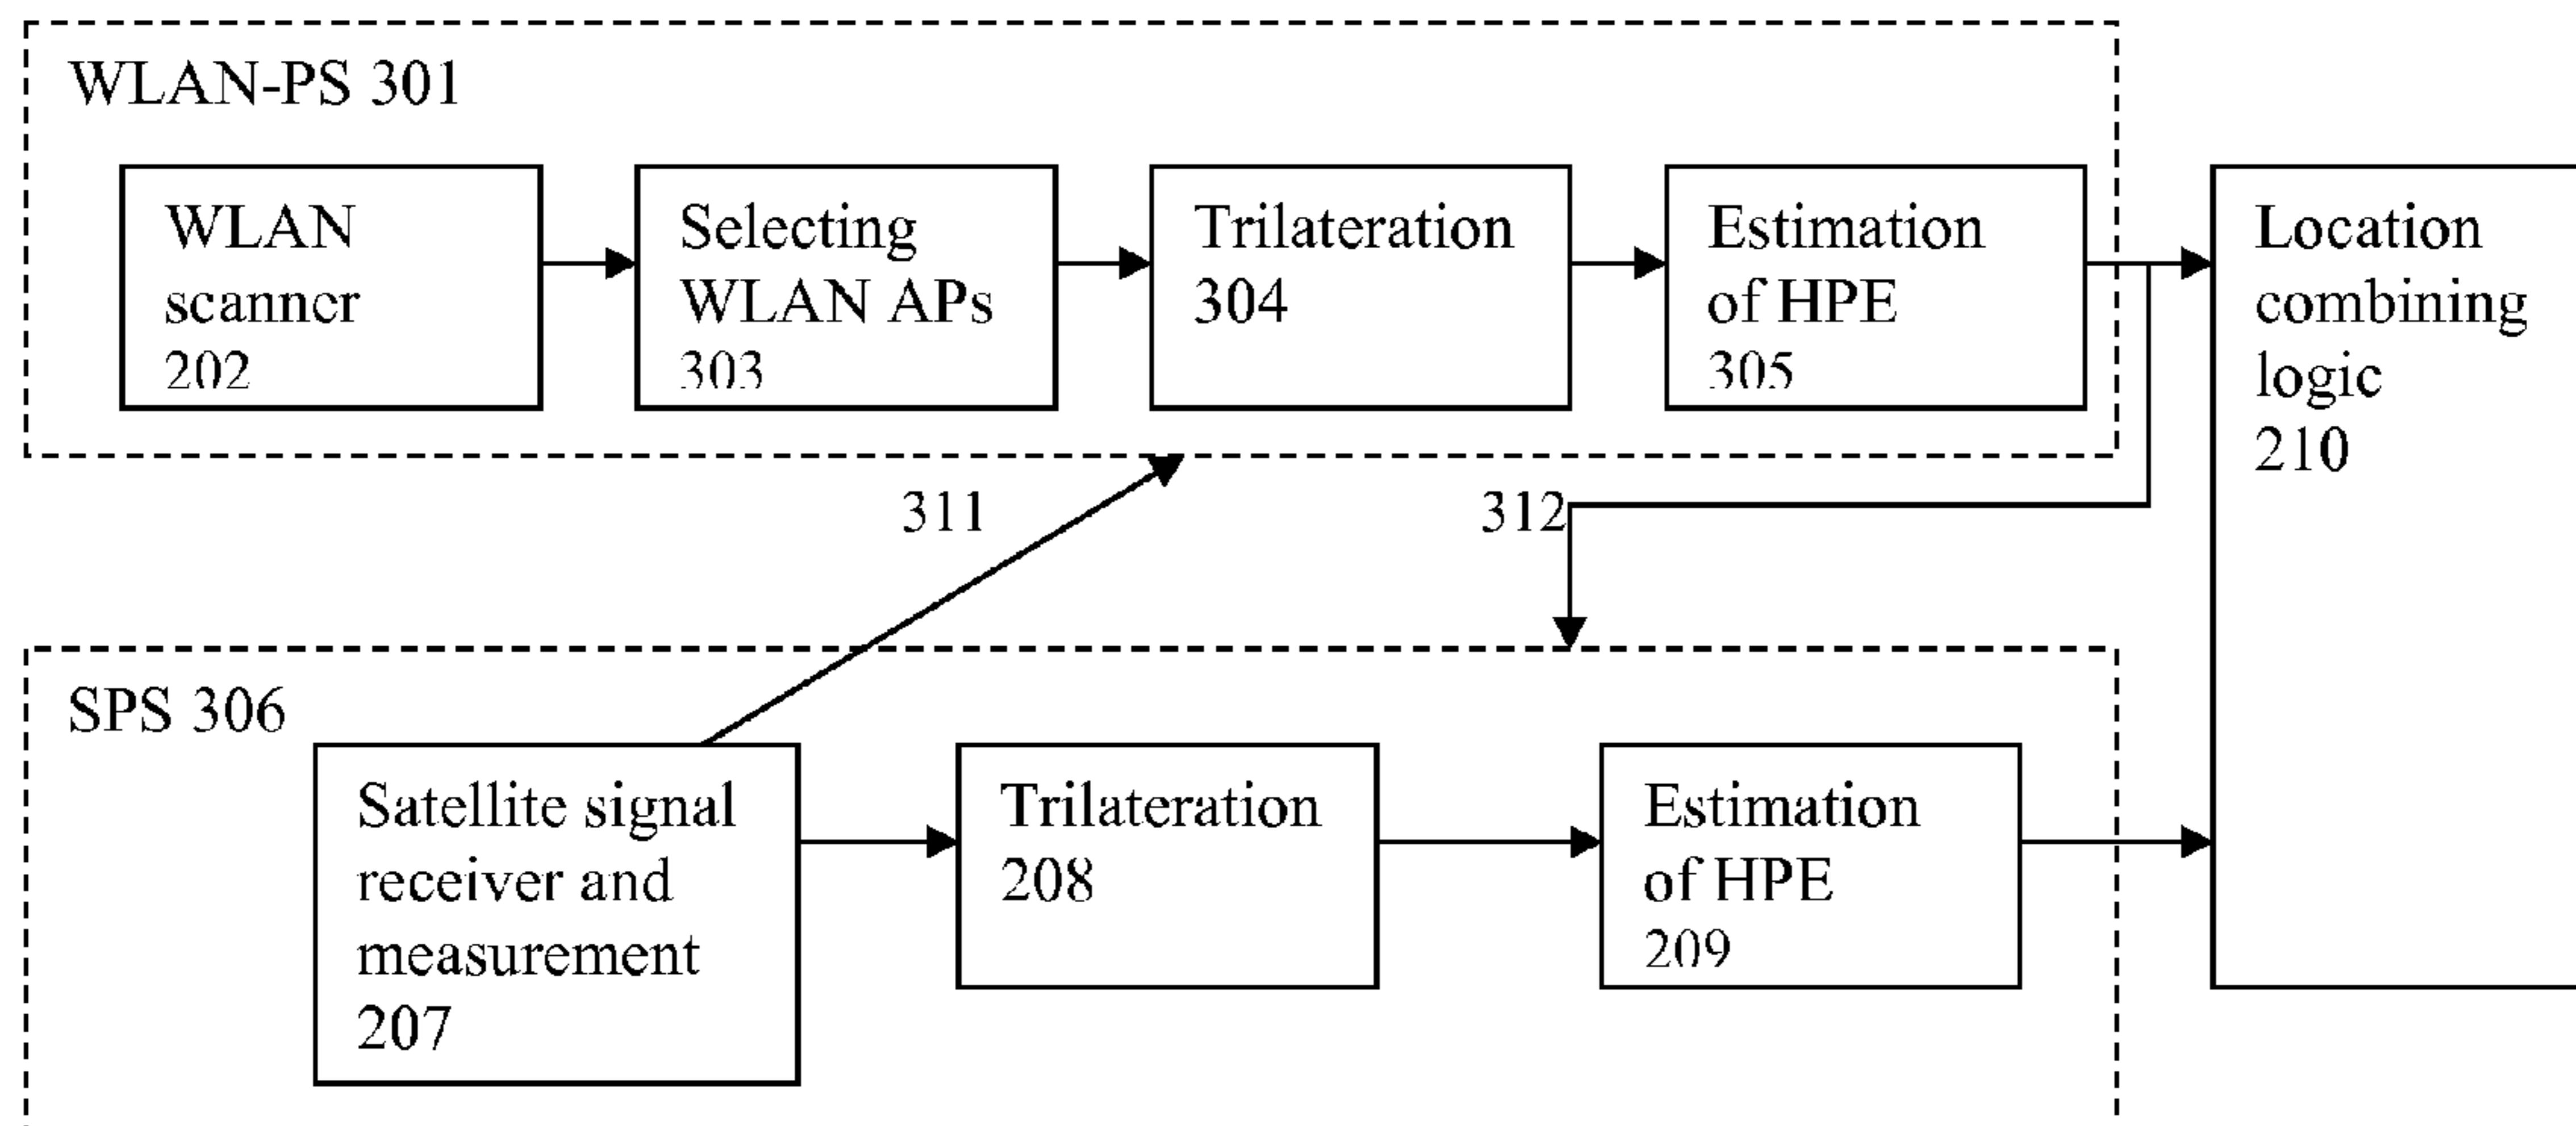 WLAN-PS 301
WLAN
scanner
202
Selecting
WLAN APs
303
Trilateration
304
Estimation
of HPE
305
Location
combining
logic
210
311
312
SPS 306
Satellite signal
receiver and
measurement
207
Trilateration
208
Estimation
of HPE
209